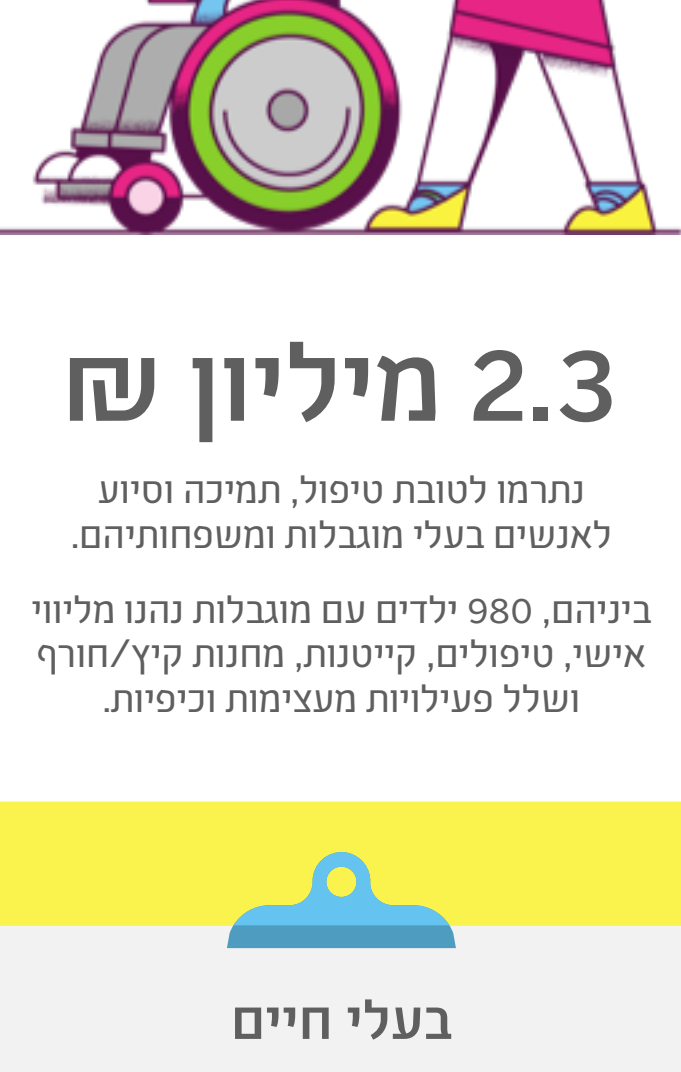 2.3 מיליון ₪
נתרמו לטובת טיפול, תמיכה וסיוע
לאנשים בעלי מוגבלות ומשפחותיהם.
ביניהם, 980 ילדים עם מוגבלות נהנו מליווי
אישי, טיפולים, קייטנות, מחנות קיץ/חורף
ושלל פעילויות מעצימות וכיפיות.
בעלי חיים